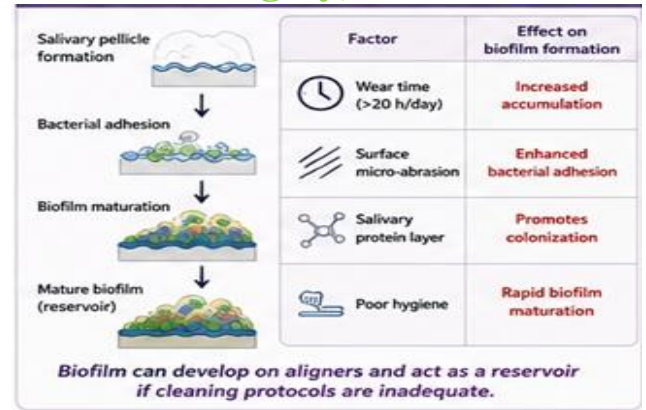 Salivary pellicle
formation
Bacterial adhesion
Biofilm maturation
Mature biofilm
(reservoir)
Factor
Effect on
biofilm formation
Wear time
(>20 h/day)
Increased
accumulation
Surface
micro-abrasion
Enhanced
bacterial adhesion
Salivary
protein layer
Promotes
colonization
Poor hygiene
Rapid biofilm
maturation
Biofilm can develop on aligners and act as a reservoir
if cleaning protocols are inadequate.